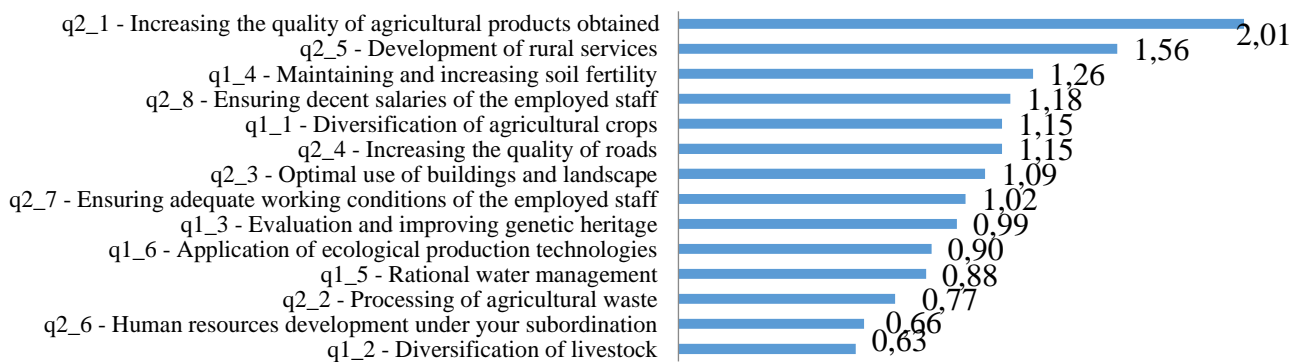 q2_1 - Increasing the quality of agricultural products obtained 2,01
q2_5 - Development of rural services 1,56
q1_4 - Maintaining and increasing soil fertility 1,26
q2_8 - Ensuring decent salaries of the employed staff 1,18
q1_1 - Diversification of agricultural crops 1,15
q2_4 - Increasing the quality of roads 1,15
q2_3 - Optimal use of buildings and landscape 1,09
q2_7 - Ensuring adequate working conditions of the employed staff 1,02
q1_3 - Evaluation and improving genetic heritage 0,99
q1_6 - Application of ecological production technologies 0,90
q1_5 - Rational water management 0,88
q2_2 - Processing of agricultural waste 0,77
q2_6 - Human resources development under your subordination 0,66
q1_2 - Diversification of livestock 0,63